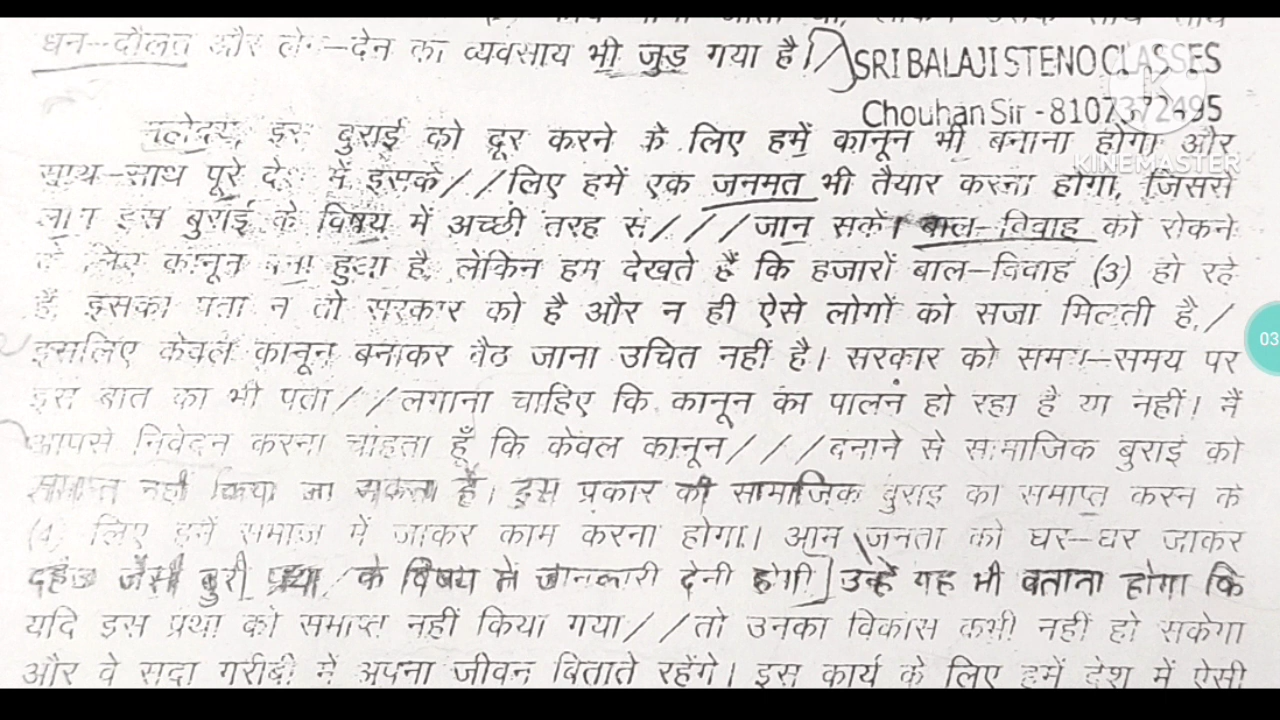 धन–दौलत और लेन–देन का व्यवसाय भी जुड़ गया है।/
SRI BALAJI STENO CLASSES
Chouhan Sir - 8107372495
इस बुराई को दूर करने के लिए हमें कानून भी बनाना होगा और
KINEMASTER
साथ–साथ पूरे देश में इसके//लिए हमें एक जनमत भी तैयार करना होगा, जिससे
लोग इस बुराई के विषय में अच्छी तरह से///जान सकें। बाल–विवाह को रोकने
के लिए कानून बना हुआ है, लेकिन हम देखते हैं कि हजारों बाल–विवाह (3) हो रहे
हैं इसका पता न तो सरकार को है और न ही ऐसे लोगों को सजा मिलती है,/
इसलिए केवल कानून बनाकर बैठ जाना उचित नहीं है। सरकार को समय–समय पर
इस बात का भी पता//लगाना चाहिए कि कानून का पालन हो रहा है या नहीं। मैं
आपसे निवेदन करना चाहता हूँ कि केवल कानून///बनाने से सामाजिक बुराई को
समाप्त नहीं किया जा सकता है। इस प्रकार की सामाजिक बुराई का समाप्त करने के
(4) लिए हमें समाज में जाकर काम करना होगा। आम जनता को घर–घर जाकर
दहेज जैसी बुरी प्रथा/के विषय में जानकारी देनी होगी] उन्हें यह भी बताना होगा कि
यदि इस प्रथा को समाप्त नहीं किया गया//तो उनका विकास कभी नहीं हो सकेगा
और वे सदा गरीबी में अपना जीवन बिताते रहेंगे। इस कार्य के लिए हमें देश में ऐसी
03